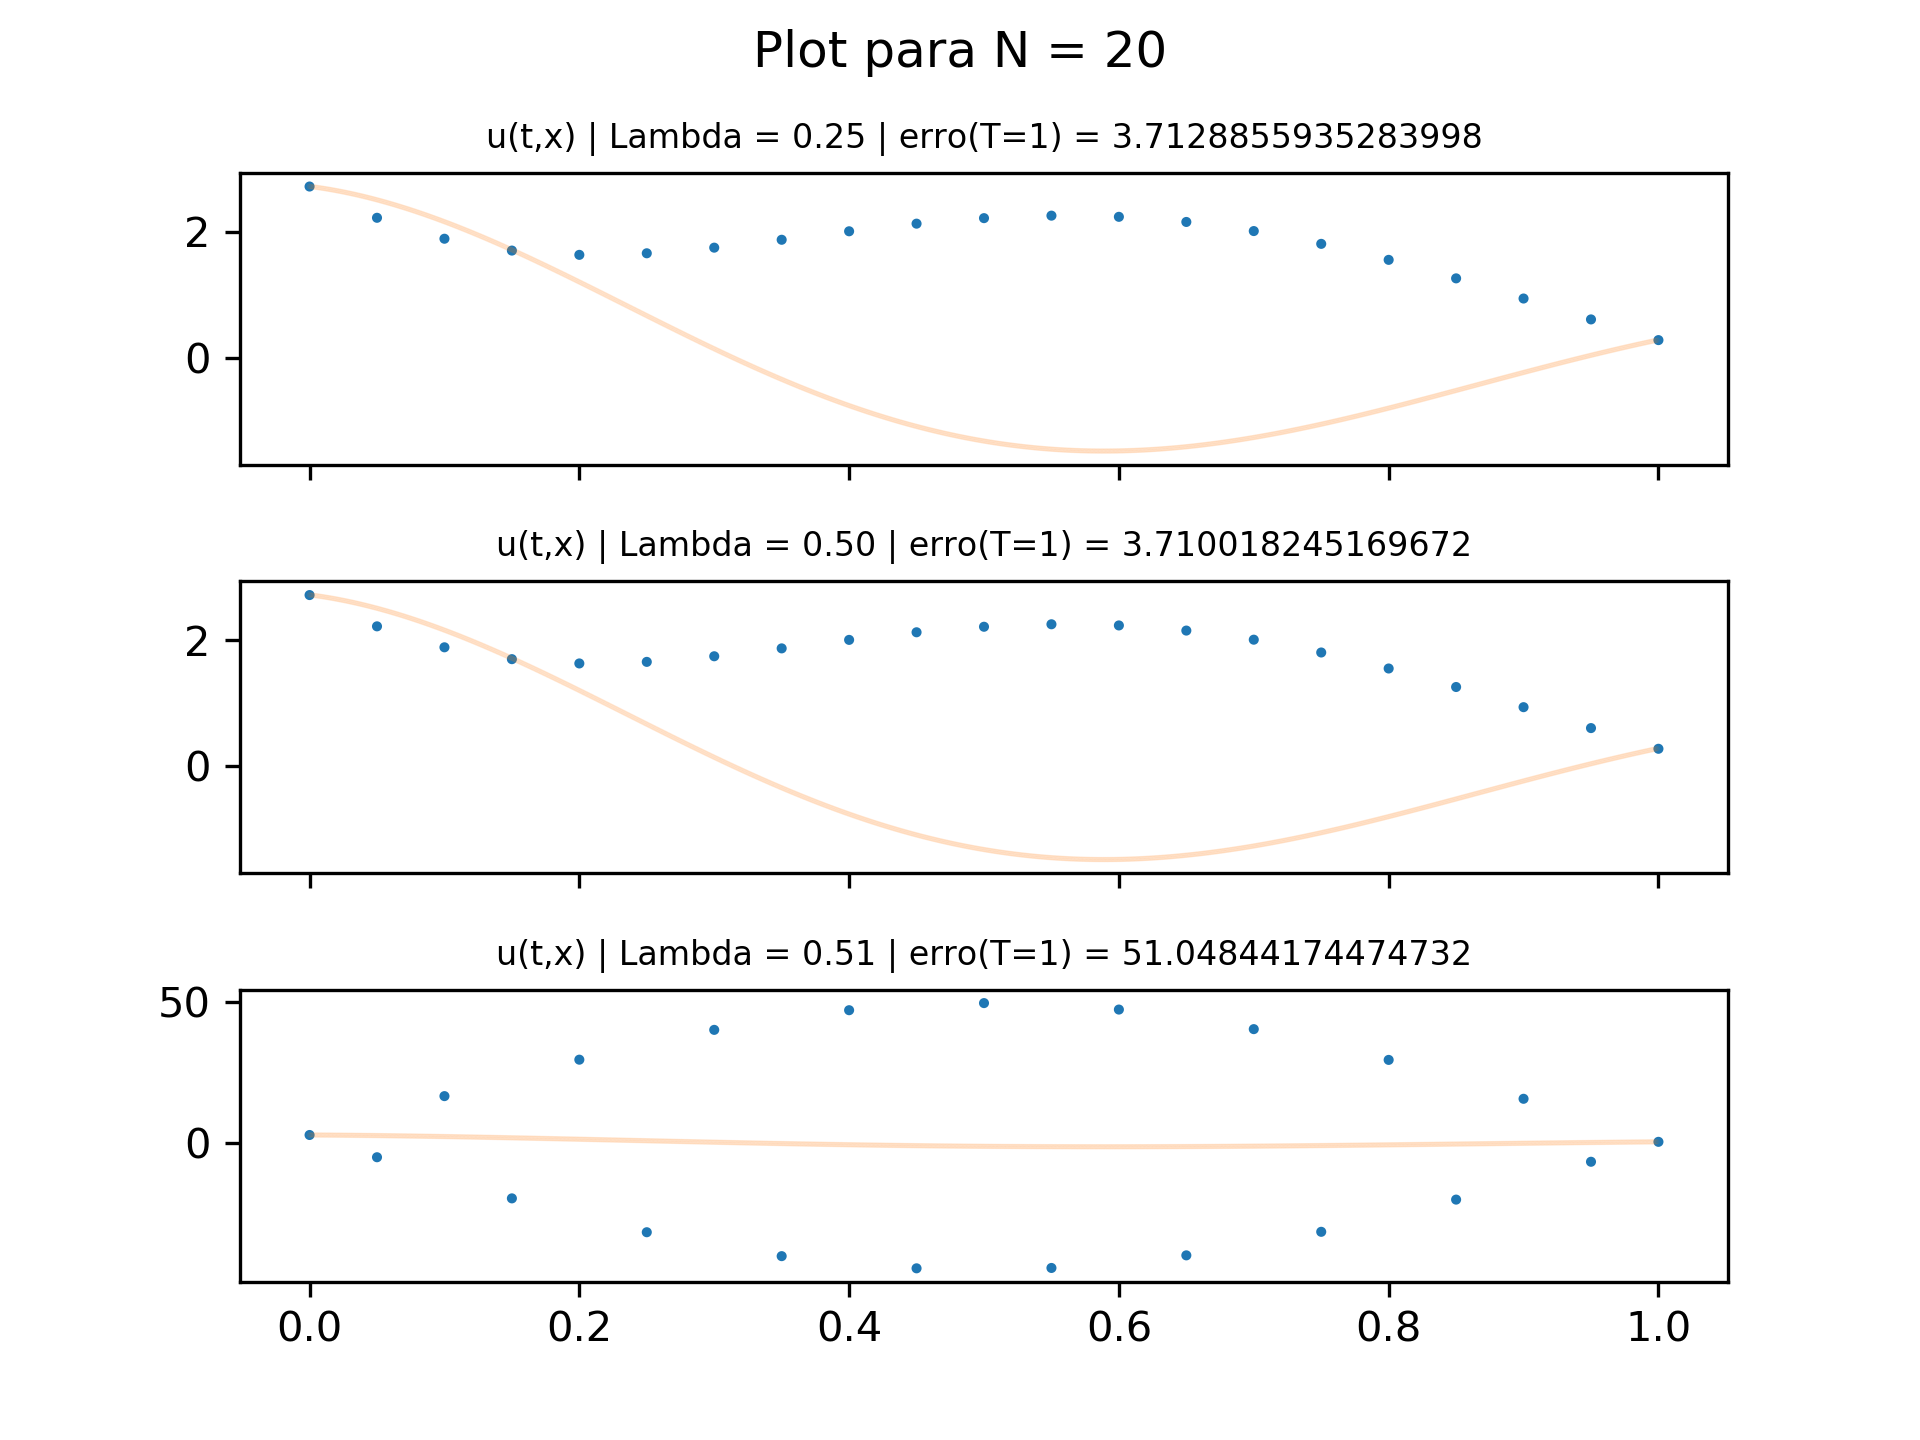 Plot para N = 20
u(t,x) | Lambda = 0.25 | erro(T=1) = 3.7128855935283998
2
0
u(t,x) | Lambda = 0.50 | erro(T=1) = 3.710018245169672
2
0
u(t,x) | Lambda = 0.51 | erro(T=1) = 51.04844174474732
50
0
0.0 0.2 0.4 0.6 0.8 1.0